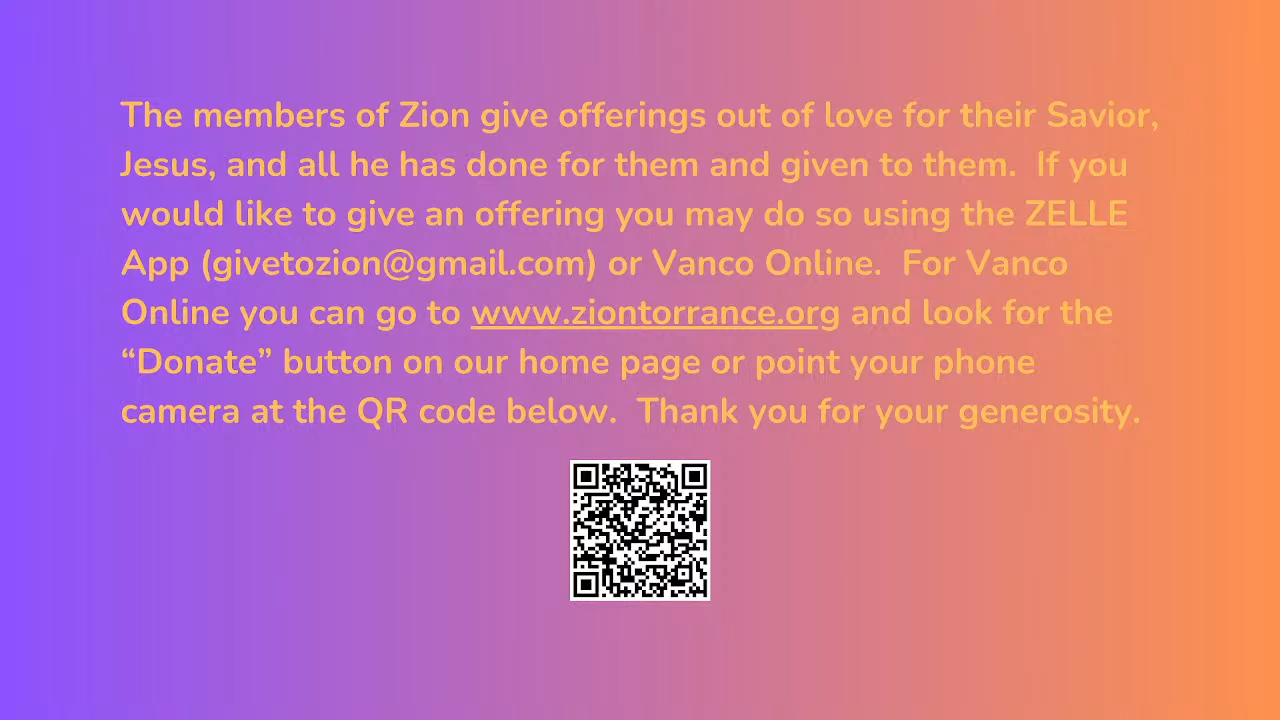 The members of Zion give offerings out of love for their Savior,
Jesus, and all he has done for them and given to them.  If you
would like to give an offering you may do so using the ZELLE
App (givetozion@gmail.com) or Vanco Online.  For Vanco
Online you can go to www.ziontorrance.org and look for the
“Donate” button on our home page or point your phone
camera at the QR code below.  Thank you for your generosity.